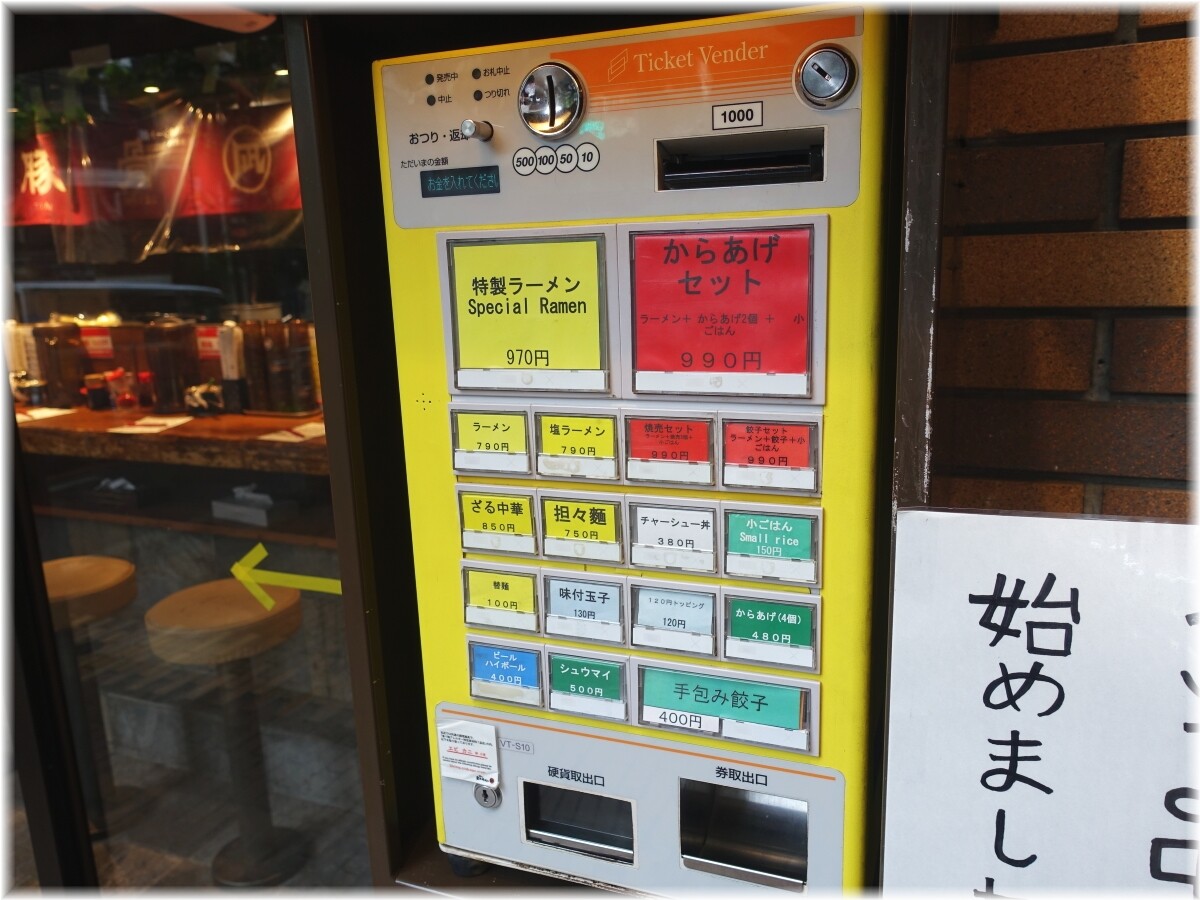 Ticket Vender
発売中
お札中止
中止
つり切れ
おつり・返却
ただいまの金額
お金を入れてください
500 100 50 10
1000
豚
特製ラーメン
Special Ramen
970円
からあげ
セット
ラーメン+ からあげ2個 + 小
ごはん
990円
ラーメン
790円
塩ラーメン
790円
焼売セット
小ごはん
990円
餃子セット
ラーメン+餃子+小
ごはん
990円
ざる中華
850円
担々麺
750円
チャーシュー丼
380円
小ごはん
Small rice
150円
替麺
100円
味付玉子
130円
120円トッピング
120円
からあげ(4個)
480円
ビール
ハイボール
400円
シュウマイ
500円
手包み餃子
400円
VT-S10
硬貨取出口
券取出口
始めまし